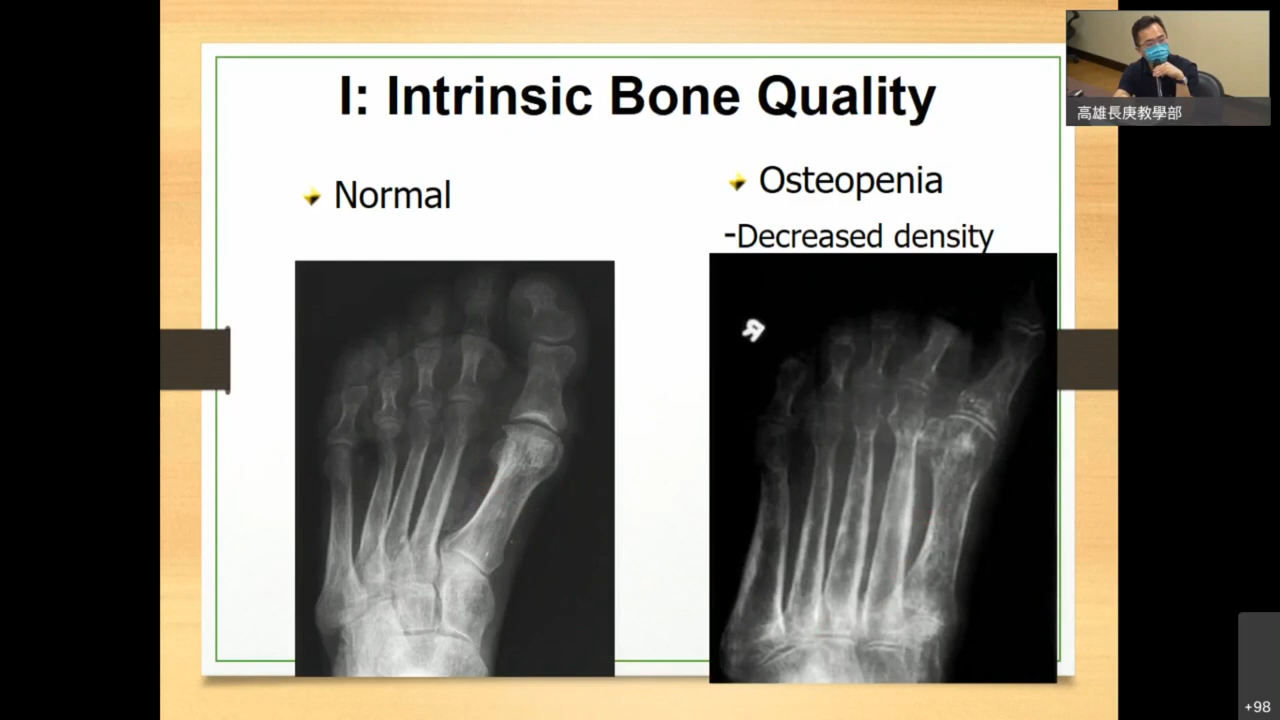 I: Intrinsic Bone Quality
Normal
Osteopenia
-Decreased density
R
高雄長庚教學部
+98